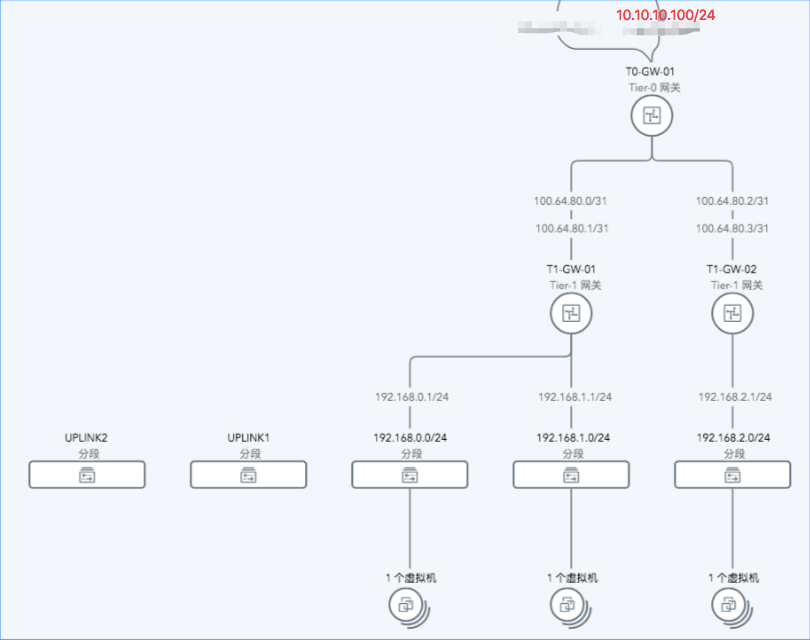 10.10.10.100/24
T0-GW-01
Tier-0 网关
100.64.80.0/31
100.64.80.2/31
100.64.80.1/31
100.64.80.3/31
T1-GW-01
T1-GW-02
Tier-1 网关
Tier-1 网关
192.168.0.1/24
192.168.1.1/24
192.168.2.1/24
UPLINK2
UPLINK1
192.168.0.0/24
192.168.1.0/24
192.168.2.0/24
分段
分段
分段
分段
分段
1 个虚拟机
1 个虚拟机
1 个虚拟机